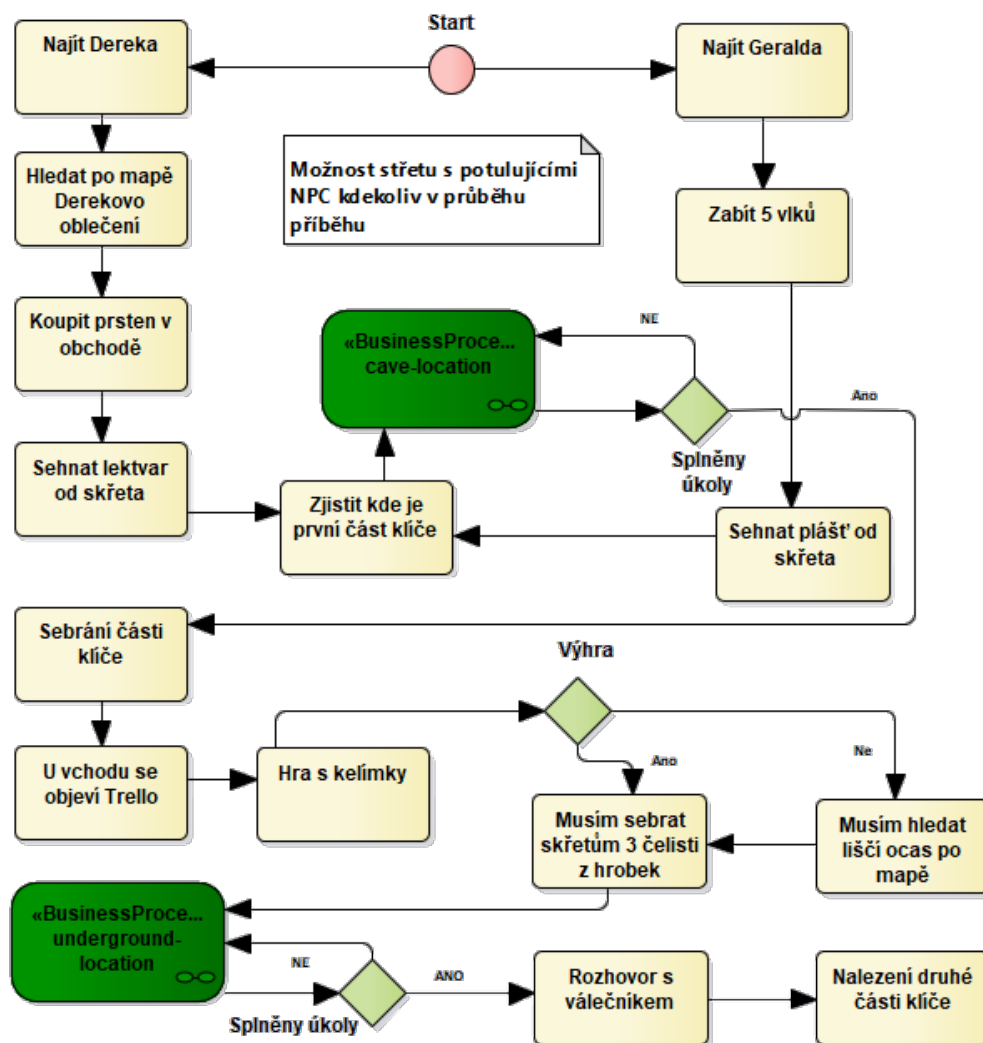 Start
Najít Dereka
Najít Geralda
Hledat po mapě
Derekovo
oblečení
Možnost střetu s potulujícími
NPC kdekoliv v průběhu
příběhu
Zabít 5 vlků
Koupit prsten v
obchodě
«BusinessProce...
cave-location
NE
Ano
Splněny
úkoly
Sehnat lektvar
od skřeta
Zjistit kde je
první část klíče
Sehnat plášť od
skřeta
Sebrání části
klíče
Výhra
U vchodu se
objeví Trello
Hra s kelímky
Ano
Ne
Musím sebrat
skřetům 3 čelisti
z hrobek
Musím hledat
liščí ocas po
mapě
«BusinessProce...
underground-
location
NE
ANO
Splněny úkoly
Rozhovor s
válečníkem
Nalezení druhé
části klíče